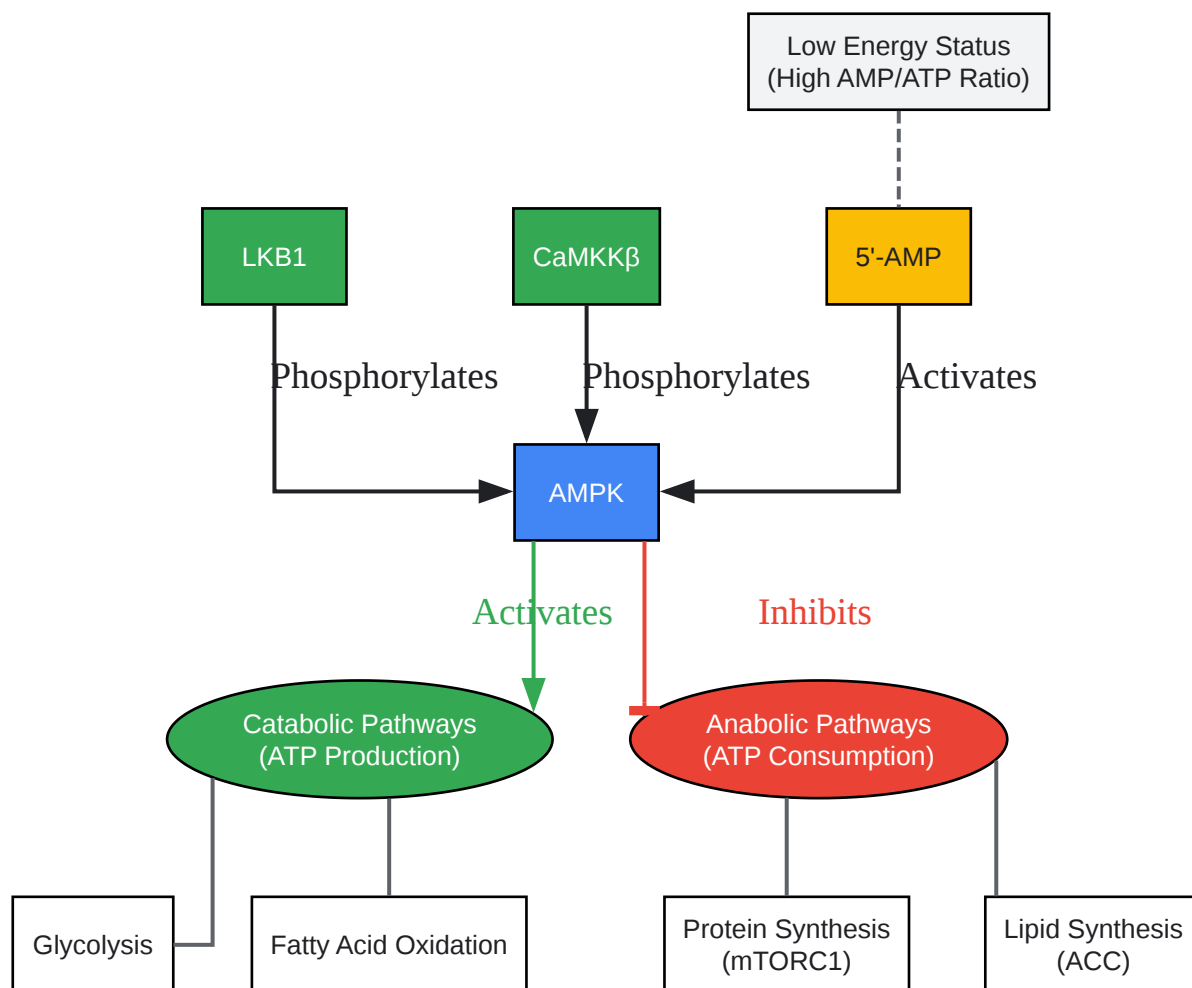 Low Energy Status
(High AMP/ATP Ratio)
LKB1
CaMKKβ
5'-AMP
Phosphorylates
Phosphorylates
Activates
AMPK
Activates
Inhibits
Catabolic Pathways
(ATP Production)
Anabolic Pathways
(ATP Consumption)
Glycolysis
Fatty Acid Oxidation
Protein Synthesis
(mTORC1)
Lipid Synthesis
(ACC)